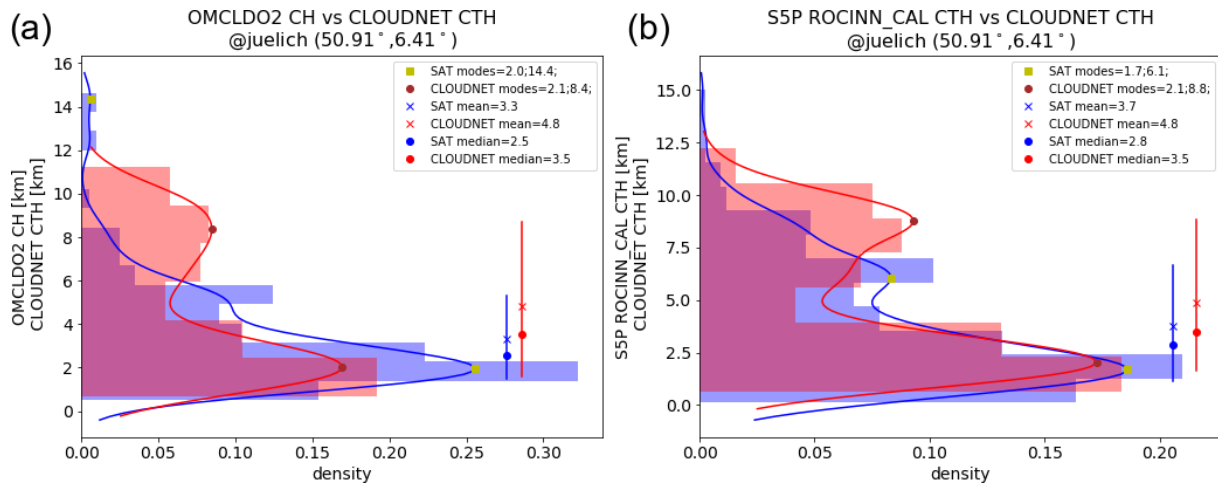 (a)
OMCLDO2 CH vs CLOUDNET CTH
@juelich (50.91°,6.41°)
SAT modes=2.0;14.4;
CLOUDNET modes=2.1;8.4;
SAT mean=3.3
CLOUDNET mean=4.8
SAT median=2.5
CLOUDNET median=3.5
OMCLDO2 CH [km]
CLOUDNET CTH [km]
16
14
12
10
8
6
4
2
0
0.00 0.05 0.10 0.15 0.20 0.25 0.30
density
(b)
S5P ROCINN_CAL CTH vs CLOUDNET CTH
@juelich (50.91°,6.41°)
SAT modes=1.7;6.1;
CLOUDNET modes=2.1;8.8;
SAT mean=3.7
CLOUDNET mean=4.8
SAT median=2.8
CLOUDNET median=3.5
S5P ROCINN_CAL CTH [km]
CLOUDNET CTH [km]
15.0
12.5
10.0
7.5
5.0
2.5
0.0
0.00 0.05 0.10 0.15 0.20
density